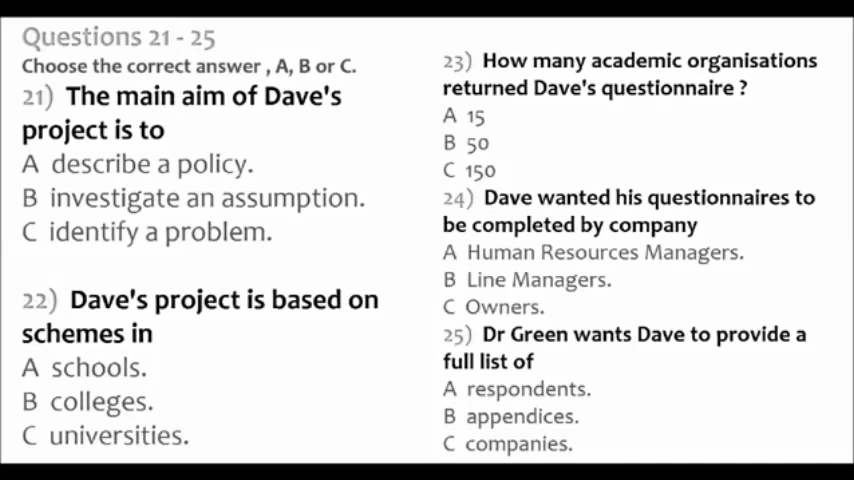 Questions 21 - 25
Choose the correct answer , A, B or C.
21) The main aim of Dave's
project is to
A describe a policy.
B investigate an assumption.
C identify a problem.
22) Dave's project is based on
schemes in
A schools.
B colleges.
C universities.
23) How many academic organisations
returned Dave's questionnaire ?
A 15
B 50
C 150
24) Dave wanted his questionnaires to
be completed by company
A Human Resources Managers.
B Line Managers.
C Owners.
25) Dr Green wants Dave to provide a
full list of
A respondents.
B appendices.
C companies.